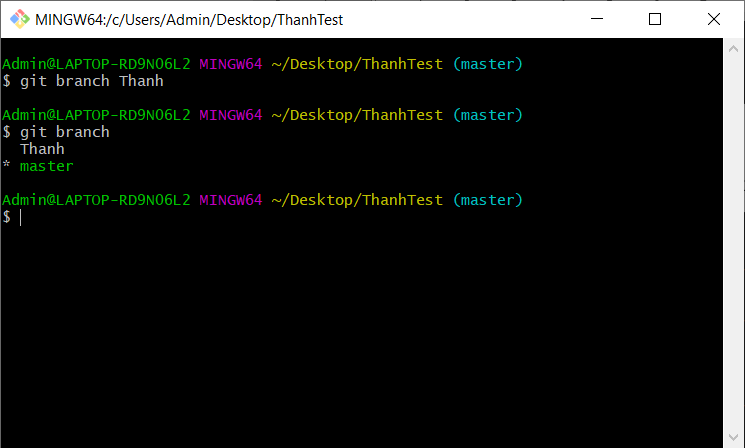 MINGW64:/c/Users/Admin/Desktop/ThanhTest
Admin@LAPTOP-RD9NO6L2 MINGW64 ~/Desktop/ThanhTest (master)
$ git branch Thanh
Admin@LAPTOP-RD9NO6L2 MINGW64 ~/Desktop/ThanhTest (master)
$ git branch
  Thanh
* master
Admin@LAPTOP-RD9NO6L2 MINGW64 ~/Desktop/ThanhTest (master)
$